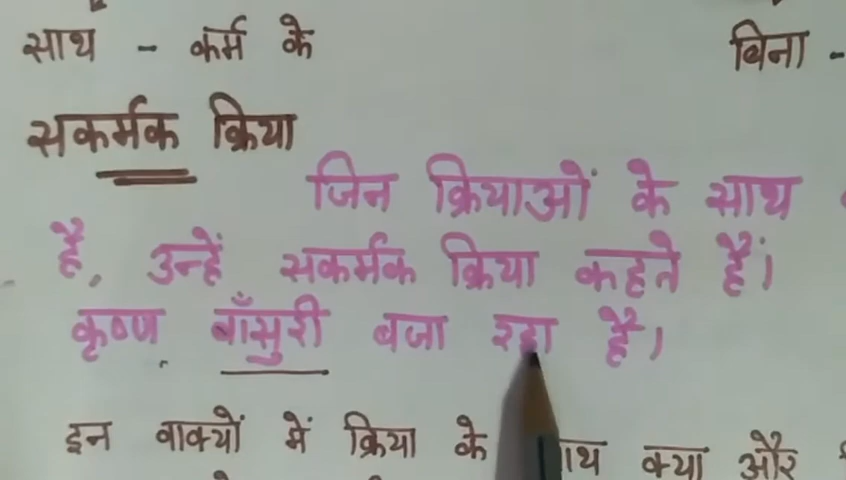 साथ - कर्म के बिना -
सकर्मक क्रिया
जिन क्रियाओं के साथ
है, उन्हें सकर्मक क्रिया कहते हैं।
कृष्ण बाँसुरी बजा रहा है।
इन वाक्यों में क्रिया के साथ क्या और